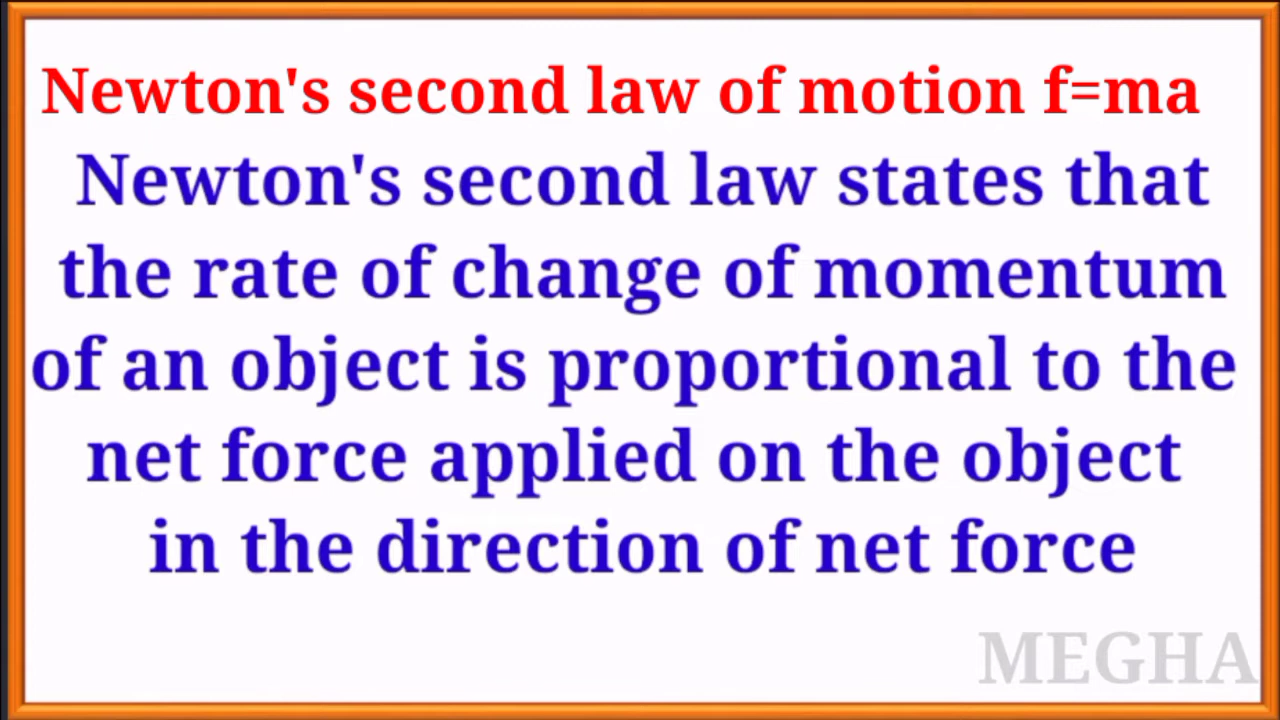 Newton's second law of motion f=ma
Newton's second law states that
the rate of change of momentum
of an object is proportional to the
net force applied on the object
in the direction of net force
MEGHA